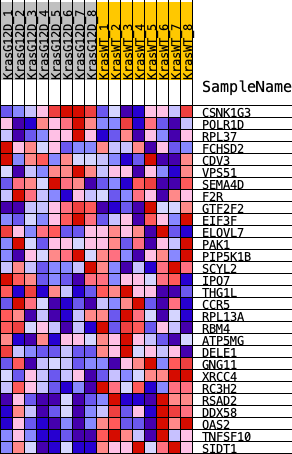 KrasG12D_1
KrasG12D_2
KrasG12D_3
KrasG12D_4
KrasG12D_5
KrasG12D_6
KrasG12D_7
KrasG12D_8
KrasWT_1
KrasWT_2
KrasWT_3
KrasWT_4
KrasWT_5
KrasWT_6
KrasWT_7
KrasWT_8
SampleName
CSNK1G3
POLR1D
RPL37
FCHSD2
CDV3
VPS51
SEMA4D
F2R
GTF2F2
EIF3F
ELOVL7
PAK1
PIP5K1B
SCYL2
IPO7
THG1L
CCR5
RPL13A
RBM4
ATP5MG
DELE1
GNG11
XRCC4
RC3H2
RSAD2
DDX58
OAS2
TNFSF10
SIDT1